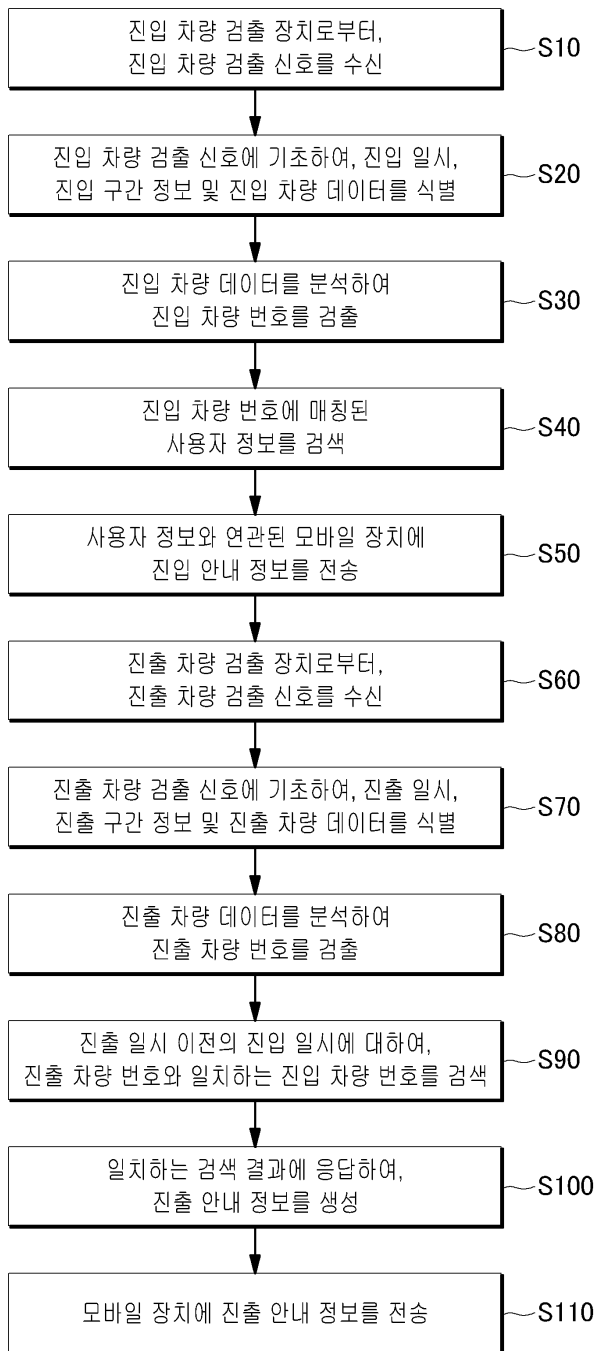 진입 차량 검출 장치로부터,
진입 차량 검출 신호를 수신
S10
진입 차량 검출 신호에 기초하여, 진입 일시,
진입 구간 정보 및 진입 차량 데이터를 식별
S20
진입 차량 데이터를 분석하여
진입 차량 번호를 검출
S30
진입 차량 번호에 매칭된
사용자 정보를 검색
S40
사용자 정보와 연관된 모바일 장치에
진입 안내 정보를 전송
S50
진출 차량 검출 장치로부터,
진출 차량 검출 신호를 수신
S60
진출 차량 검출 신호에 기초하여, 진출 일시,
진출 구간 정보 및 진출 차량 데이터를 식별
S70
진출 차량 데이터를 분석하여
진출 차량 번호를 검출
S80
진출 일시 이전의 진입 일시에 대하여,
진출 차량 번호와 일치하는 진입 차량 번호를 검색
S90
일치하는 검색 결과에 응답하여,
진출 안내 정보를 생성
S100
모바일 장치에 진출 안내 정보를 전송
S110